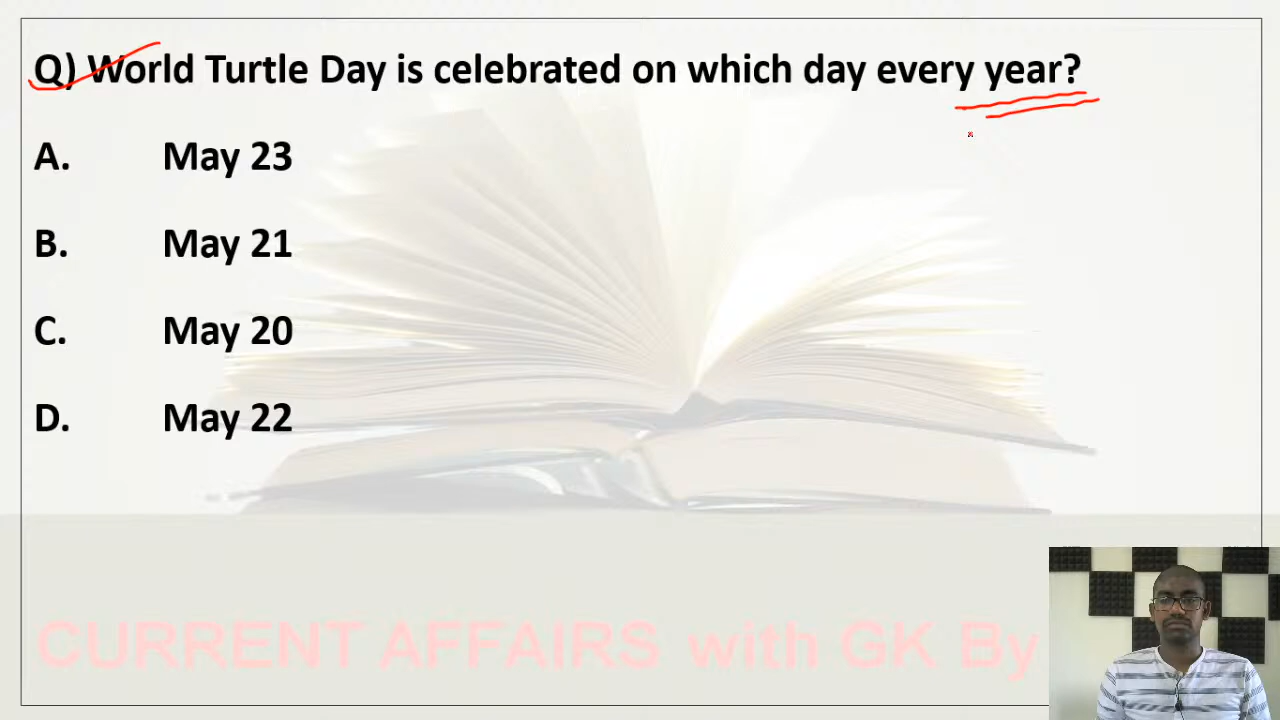 Q) World Turtle Day is celebrated on which day every year?
A. May 23
B. May 21
C. May 20
D. May 22
CURRENT AFFAIRS with GK By